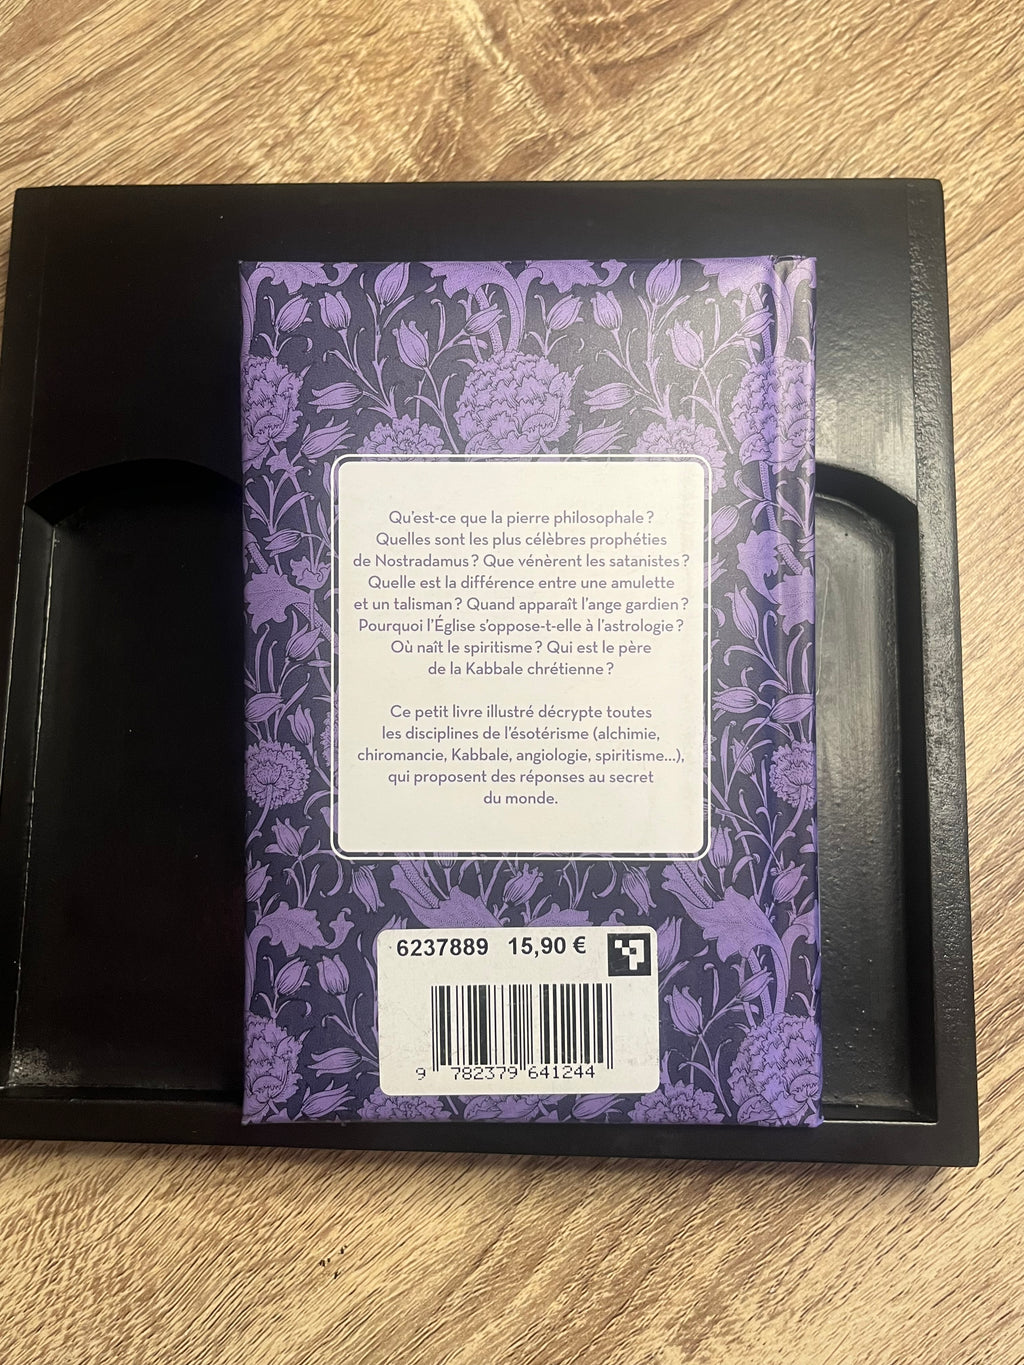 Qu'est-ce que la pierre philosophale ?
Quelles sont les plus célèbres prophéties
de Nostradamus ? Que vénèrent les satanistes ?
Quelle est la différence entre une amulette
et un talisman ? Quand apparaît l'ange gardien ?
Pourquoi l'Église s'oppose-t-elle à l'astrologie ?
Où naît le spiritisme ? Qui est le père
de la Kabbale chrétienne ?
Ce petit livre illustré décrypte toutes
les disciplines de l'ésotérisme (alchimie,
chiromancie, Kabbale, angiologie, spiritisme...),
qui proposent des réponses au secret
du monde.
6237889 15,90 €
9 782379 641244